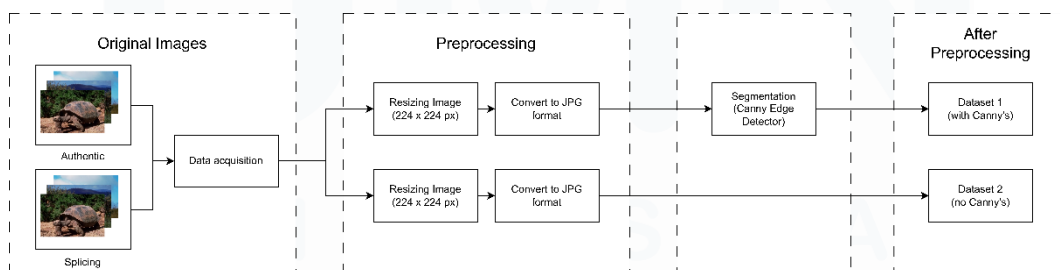 Original Images
Authentic
Splicing
Data acquisition
Preprocessing
Resizing Image
(224 x 224 px)
Convert to JPG
format
Resizing Image
(224 x 224 px)
Convert to JPG
format
Segmentation
(Canny Edge
Detector)
After
Preprocessing
Dataset 1
(with Canny's)
Dataset 2
(no Canny's)